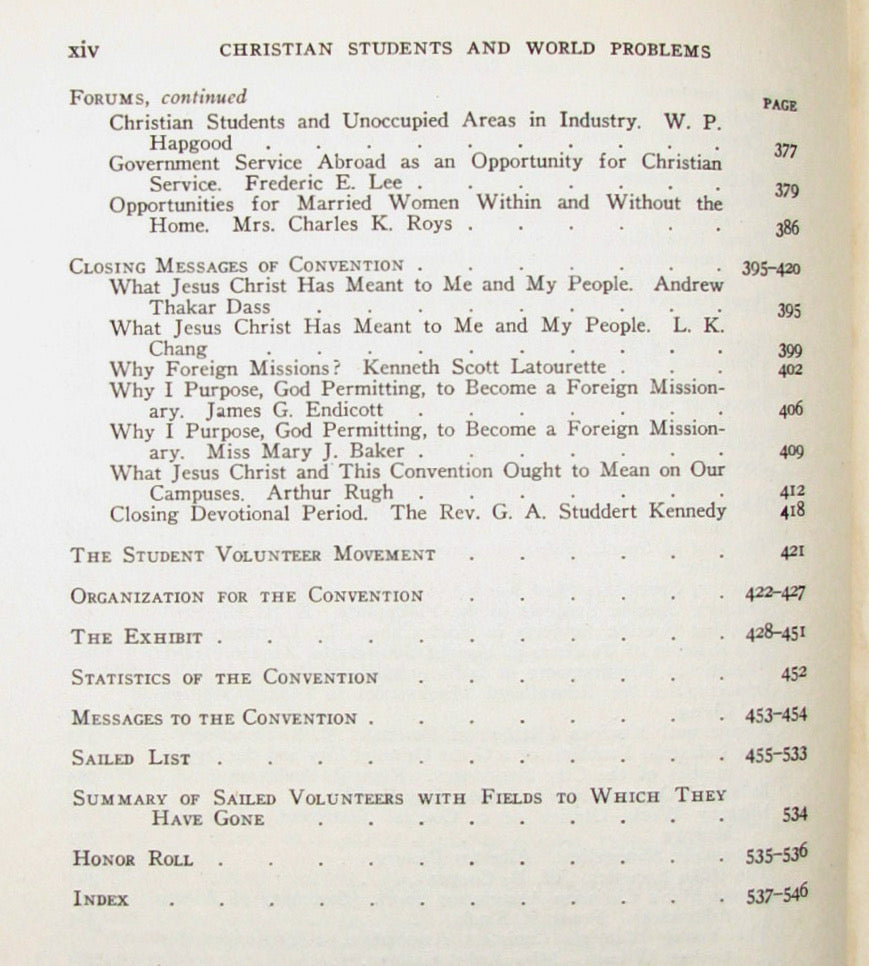 xiv CHRISTIAN STUDENTS AND WORLD PROBLEMS
FORUMS, continued PAGE
Christian Students and Unoccupied Areas in Industry. W. P.
Hapgood . . . . . . . . . . 377
Government Service Abroad as an Opportunity for Christian
Service. Frederic E. Lee . . . . . . . 379
Opportunities for Married Women Within and Without the
Home. Mrs. Charles K. Roys . . . . . . 386
CLOSING MESSAGES OF CONVENTION . . . . . . . 395-420
What Jesus Christ Has Meant to Me and My People. Andrew
Thakar Dass . . . . . . . . . 395
What Jesus Christ Has Meant to Me and My People. L. K.
Chang . . . . . . . . . . 399
Why Foreign Missions? Kenneth Scott Latourette . . . 402
Why I Purpose, God Permitting, to Become a Foreign Mission-
ary. James G. Endicott . . . . . . . 406
Why I Purpose, God Permitting, to Become a Foreign Mission-
ary. Miss Mary J. Baker . . . . . . . 409
What Jesus Christ and This Convention Ought to Mean on Our
Campuses. Arthur Rugh . . . . . . . 412
Closing Devotional Period. The Rev. G. A. Studdert Kennedy 418
THE STUDENT VOLUNTEER MOVEMENT . . . . . . 421
ORGANIZATION FOR THE CONVENTION . . . . . . 422-427
THE EXHIBIT . . . . . . . . . . . 428-451
STATISTICS OF THE CONVENTION . . . . . . . 452
MESSAGES TO THE CONVENTION . . . . . . . . 453-454
SAILED LIST . . . . . . . . . . . 455-533
SUMMARY OF SAILED VOLUNTEERS WITH FIELDS TO WHICH THEY
HAVE GONE . . . . . . . . . 534
HONOR ROLL . . . . . . . . . . . 535-536
INDEX . . . . . . . . . . . . 537-546